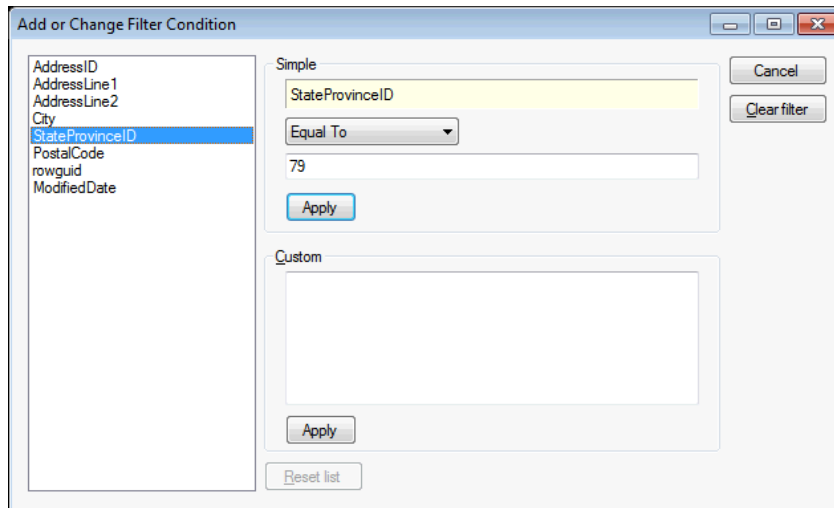 Add or Change Filter Condition
AddressID
AddressLine1
AddressLine2
City
StateProvinceID
PostalCode
rowguid
ModifiedDate
Simple
StateProvinceID
Equal To
79
Apply
Custom
Apply
Reset list
Cancel
Clear filter